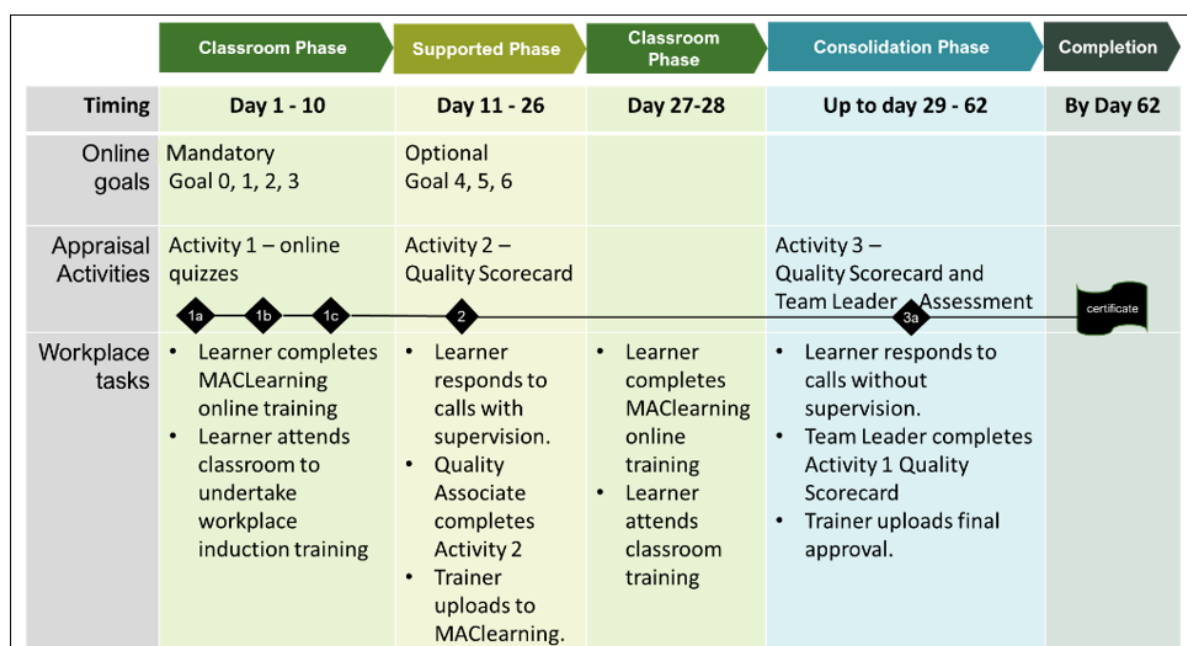 Classroom Phase
Supported Phase
Classroom
Phase
Consolidation Phase
Completion
Timing
Day 1 - 10
Day 11 - 26
Day 27-28
Up to day 29 - 62
By Day 62
Online
goals
Mandatory
Goal 0, 1, 2, 3
Optional
Goal 4, 5, 6
Appraisal
Activities
Activity 1 – online
quizzes
Activity 2 –
Quality Scorecard
Activity 3 –
Quality Scorecard and
Team Leader Assessment
1a
1b
1c
2
3a
certificate
Workplace
tasks
• Learner completes
MACLearning
online training
• Learner attends
classroom to
undertake
workplace
induction training
• Learner
responds to
calls with
supervision.
• Quality
Associate
completes
Activity 2
• Trainer
uploads to
MAClearning.
• Learner
completes
MAClearning
online
training
• Learner
attends
classroom
training
• Learner responds to
calls without
supervision.
• Team Leader completes
Activity 1 Quality
Scorecard
• Trainer uploads final
approval.